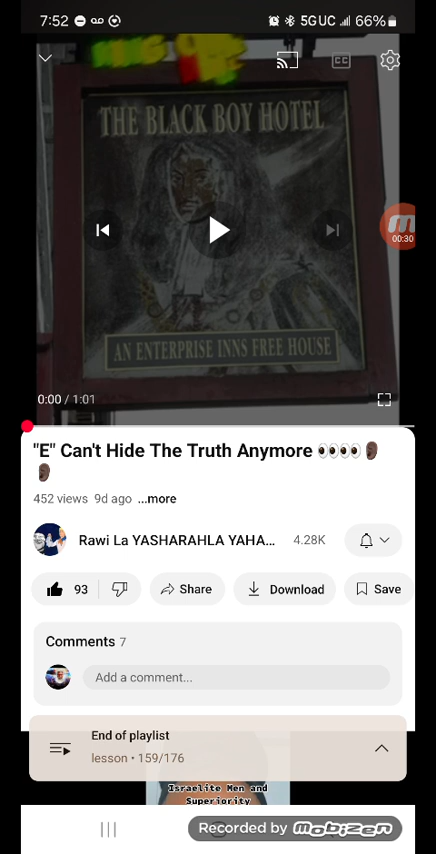 7:52
5GUC
66%
CC
THE BLACK BOY HOTEL
00:30
AN ENTERPRISE INNS FREE HOUSE
0:00 / 1:01
"E" Can't Hide The Truth Anymore 👀👀👂🏿
👂🏿
452 views 9d ago ...more
Rawi La YASHARAHLA YAHA... 4.28K
93 Share Download Save
Comments 7
Add a comment...
End of playlist
lesson • 159/176
Israelite Men and
Superiority
Recorded by MOBIZEN